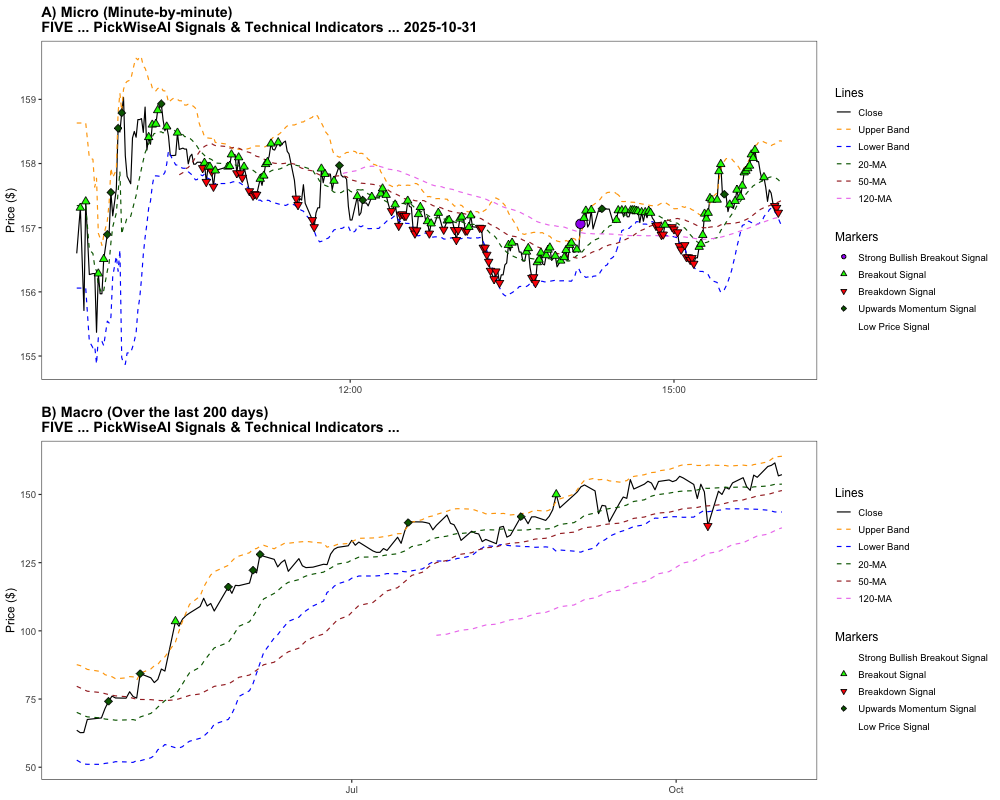 A) Micro (Minute-by-minute)
FIVE ... PickWiseAI Signals & Technical Indicators ... 2025-10-31
Price ($)
159
158
157
156
155
12:00
15:00
Lines
Close
Upper Band
Lower Band
20-MA
50-MA
120-MA
Markers
Strong Bullish Breakout Signal
Breakout Signal
Breakdown Signal
Upwards Momentum Signal
Low Price Signal
B) Macro (Over the last 200 days)
FIVE ... PickWiseAI Signals & Technical Indicators ...
Price ($)
150
125
100
75
50
Jul
Oct
Lines
Close
Upper Band
Lower Band
20-MA
50-MA
120-MA
Markers
Strong Bullish Breakout Signal
Breakout Signal
Breakdown Signal
Upwards Momentum Signal
Low Price Signal